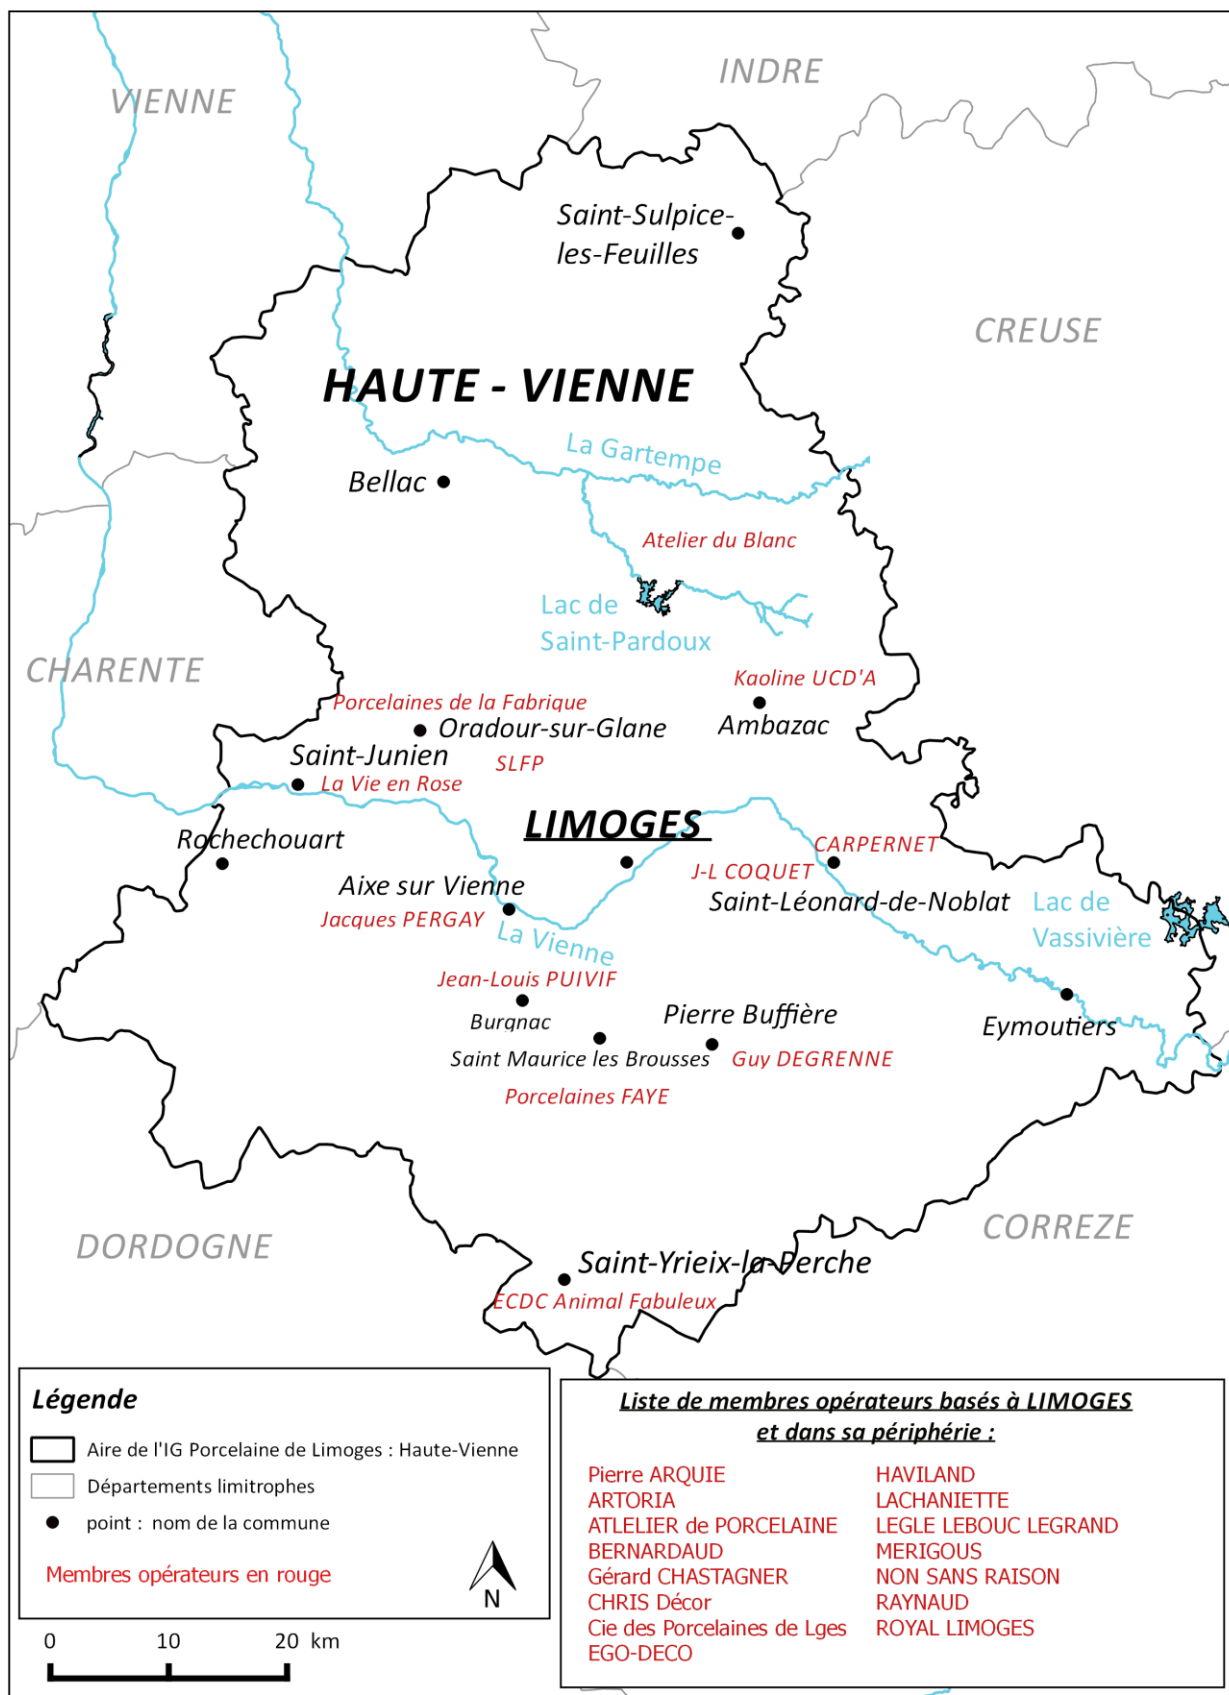 INDRE
VIENNE
Saint-Sulpice-
les-Feuilles
CREUSE
HAUTE - VIENNE
La Gartempe
Bellac
Atelier du Blanc
Lac de
Saint-Pardoux
CHARENTE
Kaoline UCD'A
Porcelaines de la Fabrique
Ambazac
Oradour-sur-Glane
Saint-Junien
SLFP
La Vie en Rose
LIMOGES
Rochechouart
CARPERNET
J-L COQUET
Aixe sur Vienne
Saint-Léonard-de-Noblat
Lac de
Vassivière
Jacques PERGAY
La Vienne
Jean-Louis PUIVIF
Burgnac
Pierre Buffière
Eymoutiers
Saint Maurice les Brousses
Guy DEGRENNE
Porcelaines FAYE
CORREZE
DORDOGNE
Saint-Yrieix-la-Perche
ECDC Animal Fabuleux
Légende
Aire de l'IG Porcelaine de Limoges : Haute-Vienne
Départements limitrophes
point : nom de la commune
Membres opérateurs en rouge
N
0 10 20 km
Liste de membres opérateurs basés à LIMOGES
et dans sa périphérie :
Pierre ARQUIE
ARTORIA
ATLELIER de PORCELAINE
BERNARDAUD
Gérard CHASTAGNER
CHRIS Décor
Cie des Porcelaines de Lges
EGO-DECO
HAVILAND
LACHANIETTE
LEGLE LEBOUC LEGRAND
MERIGOUS
NON SANS RAISON
RAYNAUD
ROYAL LIMOGES